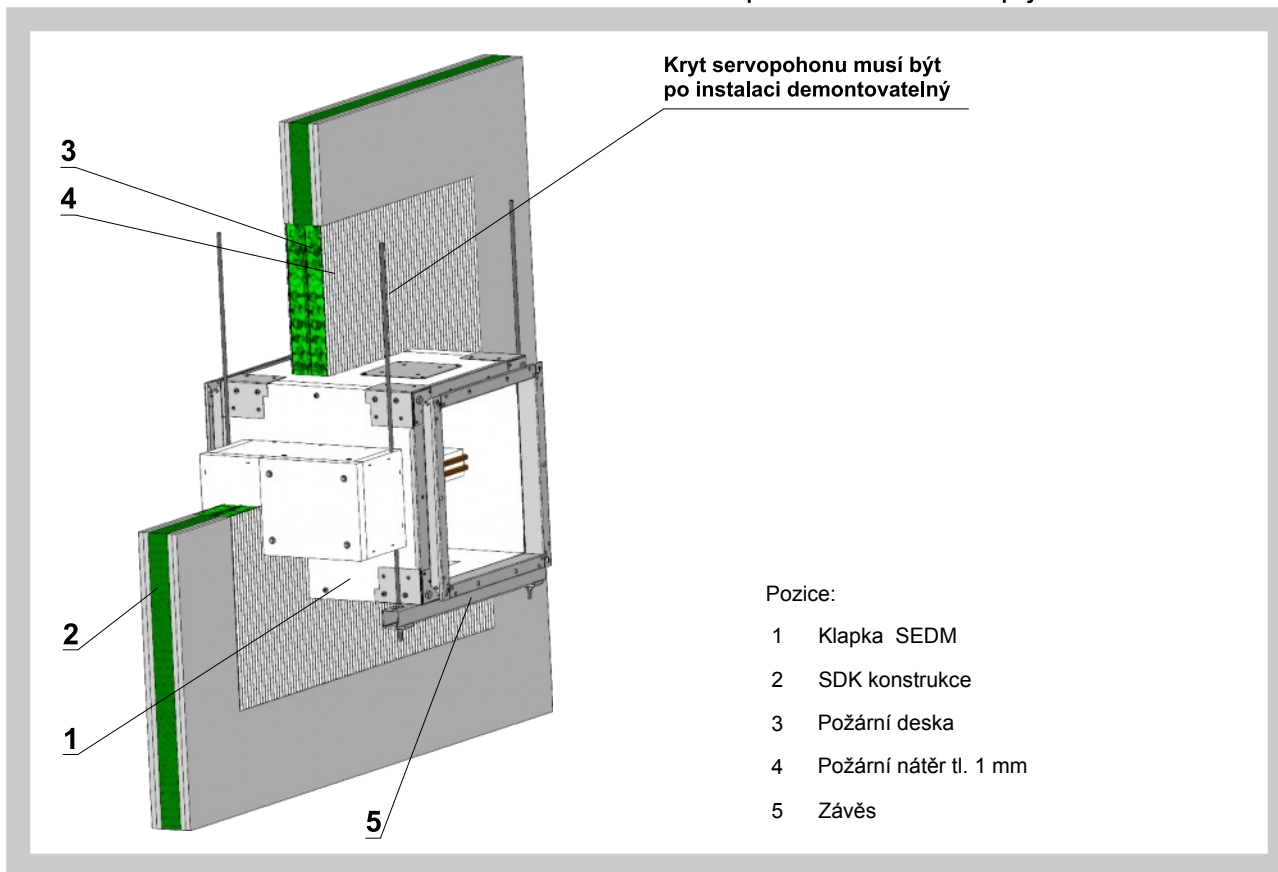 Kryt servopohonu musí být
po instalaci demontovatelný
3
4
2
1
5
Pozice:
1 Klapka SEDM
2 SDK konstrukce
3 Požární deska
4 Požární nátěr tl. 1 mm
5 Závěs